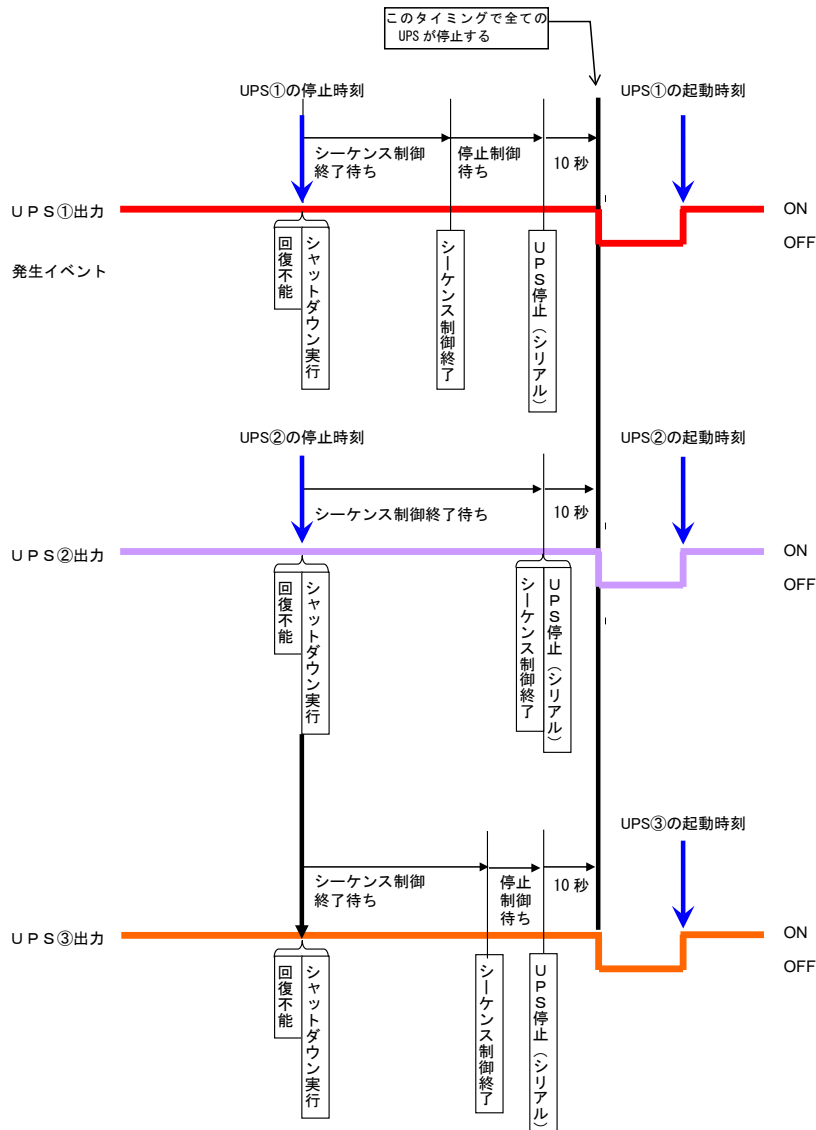 このタイミングで全ての
UPS が停止する
UPS①の停止時刻
UPS①の起動時刻
シーケンス制御
終了待ち
停止制御
待ち
10 秒
UPS①出力
ON
OFF
発生イベント
回復不能
シャットダウン実行
シーケンス制御終了
UPS停止（シリアル）
UPS②の停止時刻
UPS②の起動時刻
シーケンス制御終了待ち
10 秒
UPS②出力
ON
OFF
回復不能
シャットダウン実行
シーケンス制御終了
UPS停止（シリアル）
UPS③の起動時刻
シーケンス制御
終了待ち
停止
制御
待ち
10 秒
UPS③出力
ON
OFF
回復不能
シャットダウン実行
シーケンス制御終了
UPS停止（シリアル）